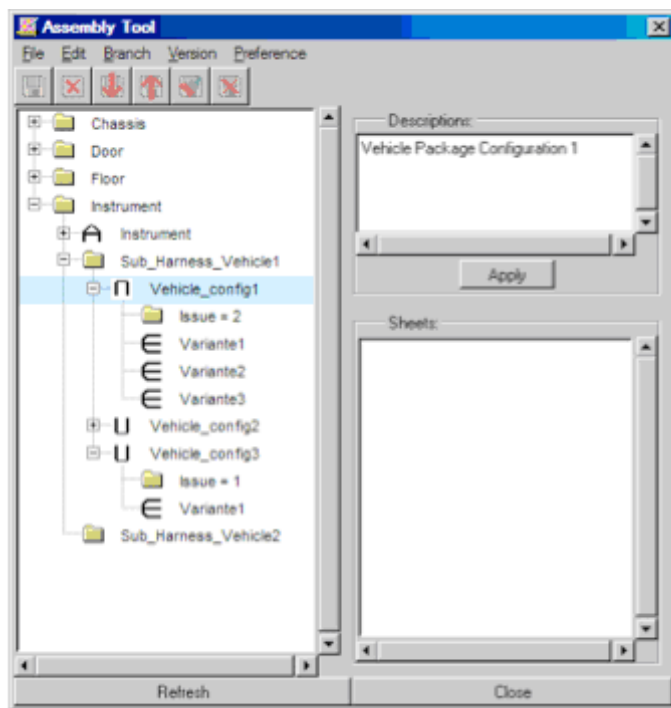 Assembly Tool
File Edit Branch Version Preference
Chassis
Door
Floor
Instrument
Instrument
Sub_Harness_Vehicle1
Vehicle_config1
Issue = 2
Variante1
Variante2
Variante3
Vehicle_config2
Vehicle_config3
Issue = 1
Variante1
Sub_Harness_Vehicle2
Descriptions:
Vehicle Package Configuration 1
Apply
Sheets:
Refresh
Close